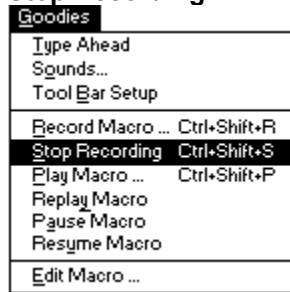 Goodies
Type Ahead
Sounds...
Tool Bar Setup
Record Macro ... Ctrl+Shift+R
Stop Recording Ctrl+Shift+S
Play Macro ... Ctrl+Shift+P
Replay Macro
Pause Macro
Resume Macro
Edit Macro ...